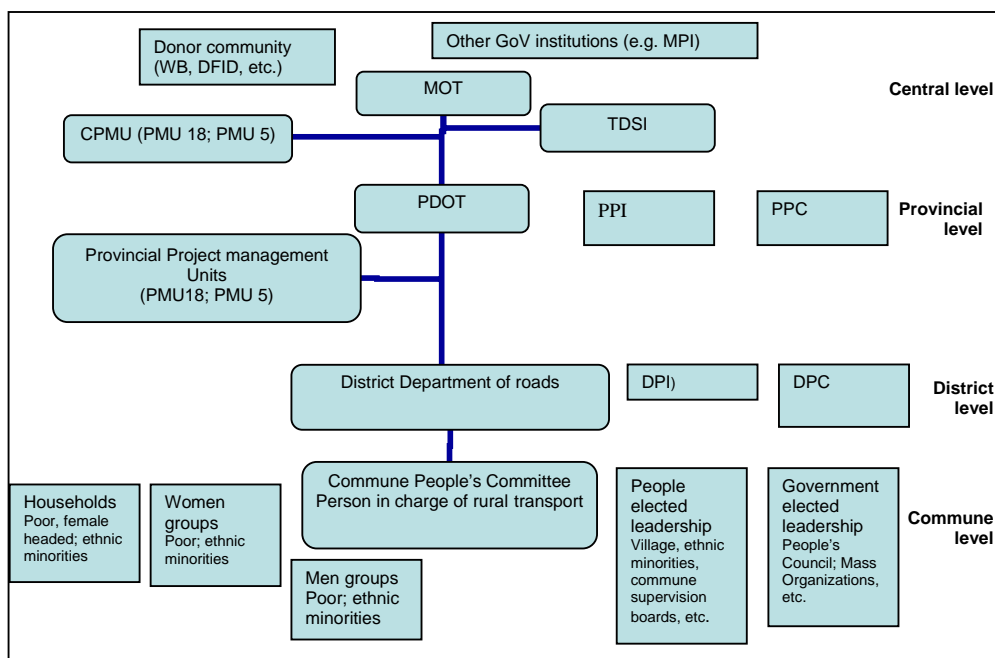 Donor community
(WB, DFID, etc.)
Other GoV institutions (e.g. MPI)
MOT
Central level
CPMU (PMU 18; PMU 5)
TDSI
PDOT
PPI
PPC
Provincial
level
Provincial Project management
Units
(PMU18; PMU 5)
District Department of roads
DPI)
DPC
District
level
Commune People’s Committee
Person in charge of rural transport
Households
Poor, female
headed; ethnic
minorities
Women
groups
Poor; ethnic
minorities
Men groups
Poor; ethnic
minorities
People
elected
leadership
Village, ethnic
minorities,
commune
supervision
boards, etc.
Government
elected
leadership
People’s
Council; Mass
Organizations,
etc.
Commune
level